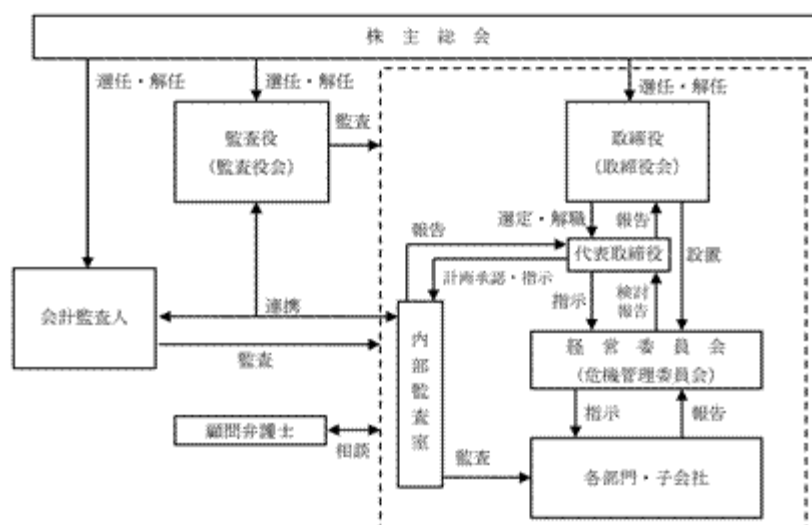 株主総会
選任・解任
選任・解任
選任・解任
監査役
(監査役会)
監査
取締役
(取締役会)
選定・解職
報告
報告
代表取締役
設置
計画承認・指示
指示
検討
報告
会計監査人
連携
監査
内部監査室
経営委員会
(危機管理委員会)
指示
報告
顧問弁護士
相談
監査
各部門・子会社